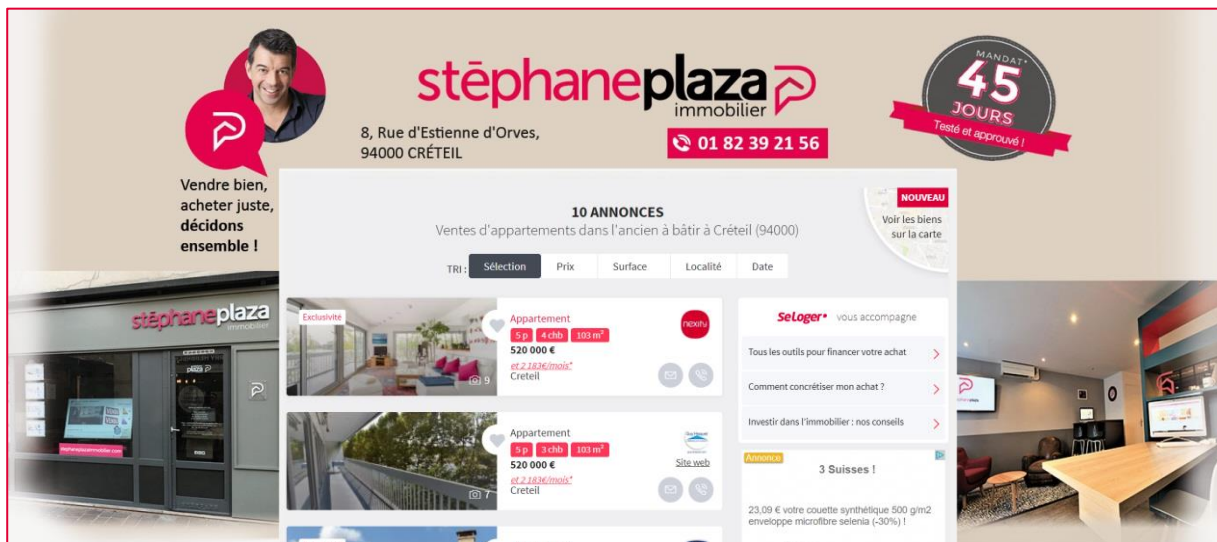 stéphaneplaza
immobilier
MANDAT*
45
JOURS
Testé et approuvé !
8, Rue d'Estienne d'Orves,
94000 CRÉTEIL
01 82 39 21 56
Vendre bien,
acheter juste,
décidons
ensemble !
10 ANNONCES
Ventes d'appartements dans l'ancien à bâtir à Créteil (94000)
NOUVEAU
Voir les biens
sur la carte
TRI : Sélection Prix Surface Localité Date
stéphaneplaza
immobilier
plaza
stephaneplazaimmobilier.com
Exclusivité
9
Appartement
5 p 4 chb 103 m²
520 000 €
et 2 183€/mois*
Creteil
nexity
7
Appartement
5 p 3 chb 103 m²
520 000 €
et 2 183€/mois*
Creteil
Site web
SeLoger vous accompagne
Tous les outils pour financer votre achat
Comment concrétiser mon achat ?
Investir dans l'immobilier : nos conseils
Annonce
3 Suisses !
23,09 € votre couette synthétique 500 g/m2
enveloppe microfibre selenia (-30%) !